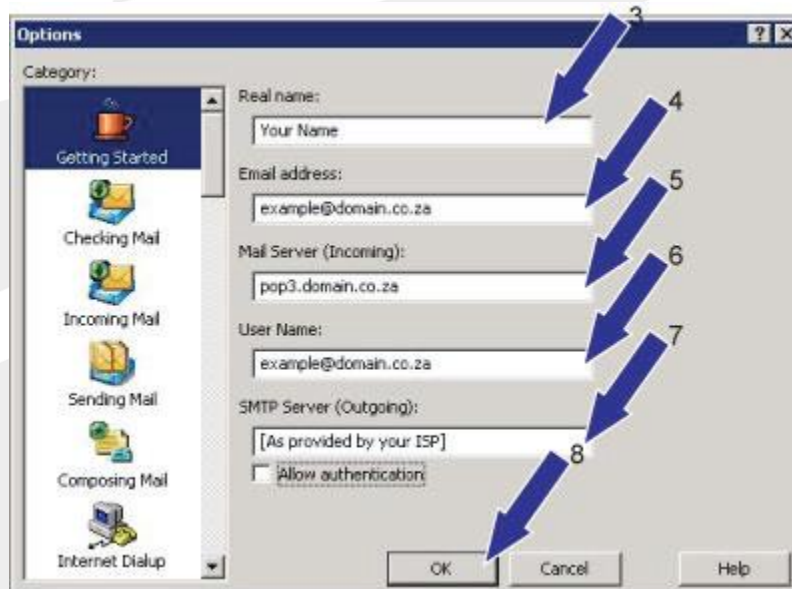 3
Options
Category:
Getting Started
Checking Mail
Incoming Mail
Sending Mail
Composing Mail
Internet Dialup
Real name:
Your Name
4
Email address:
example@domain.co.za
5
Mail Server (Incoming):
pop3.domain.co.za
6
User Name:
example@domain.co.za
7
SMTP Server (Outgoing):
[As provided by your ISP]
8
Allow authentication
OK
Cancel
Help